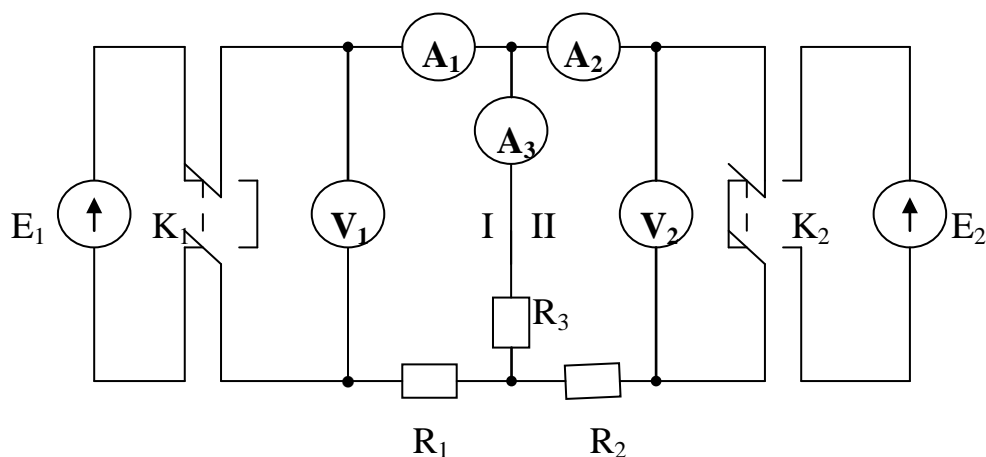 A₁ A₂
A₃
E₁ K₁ V₁ I II V₂ K₂ E₂
R₃
R₁ R₂